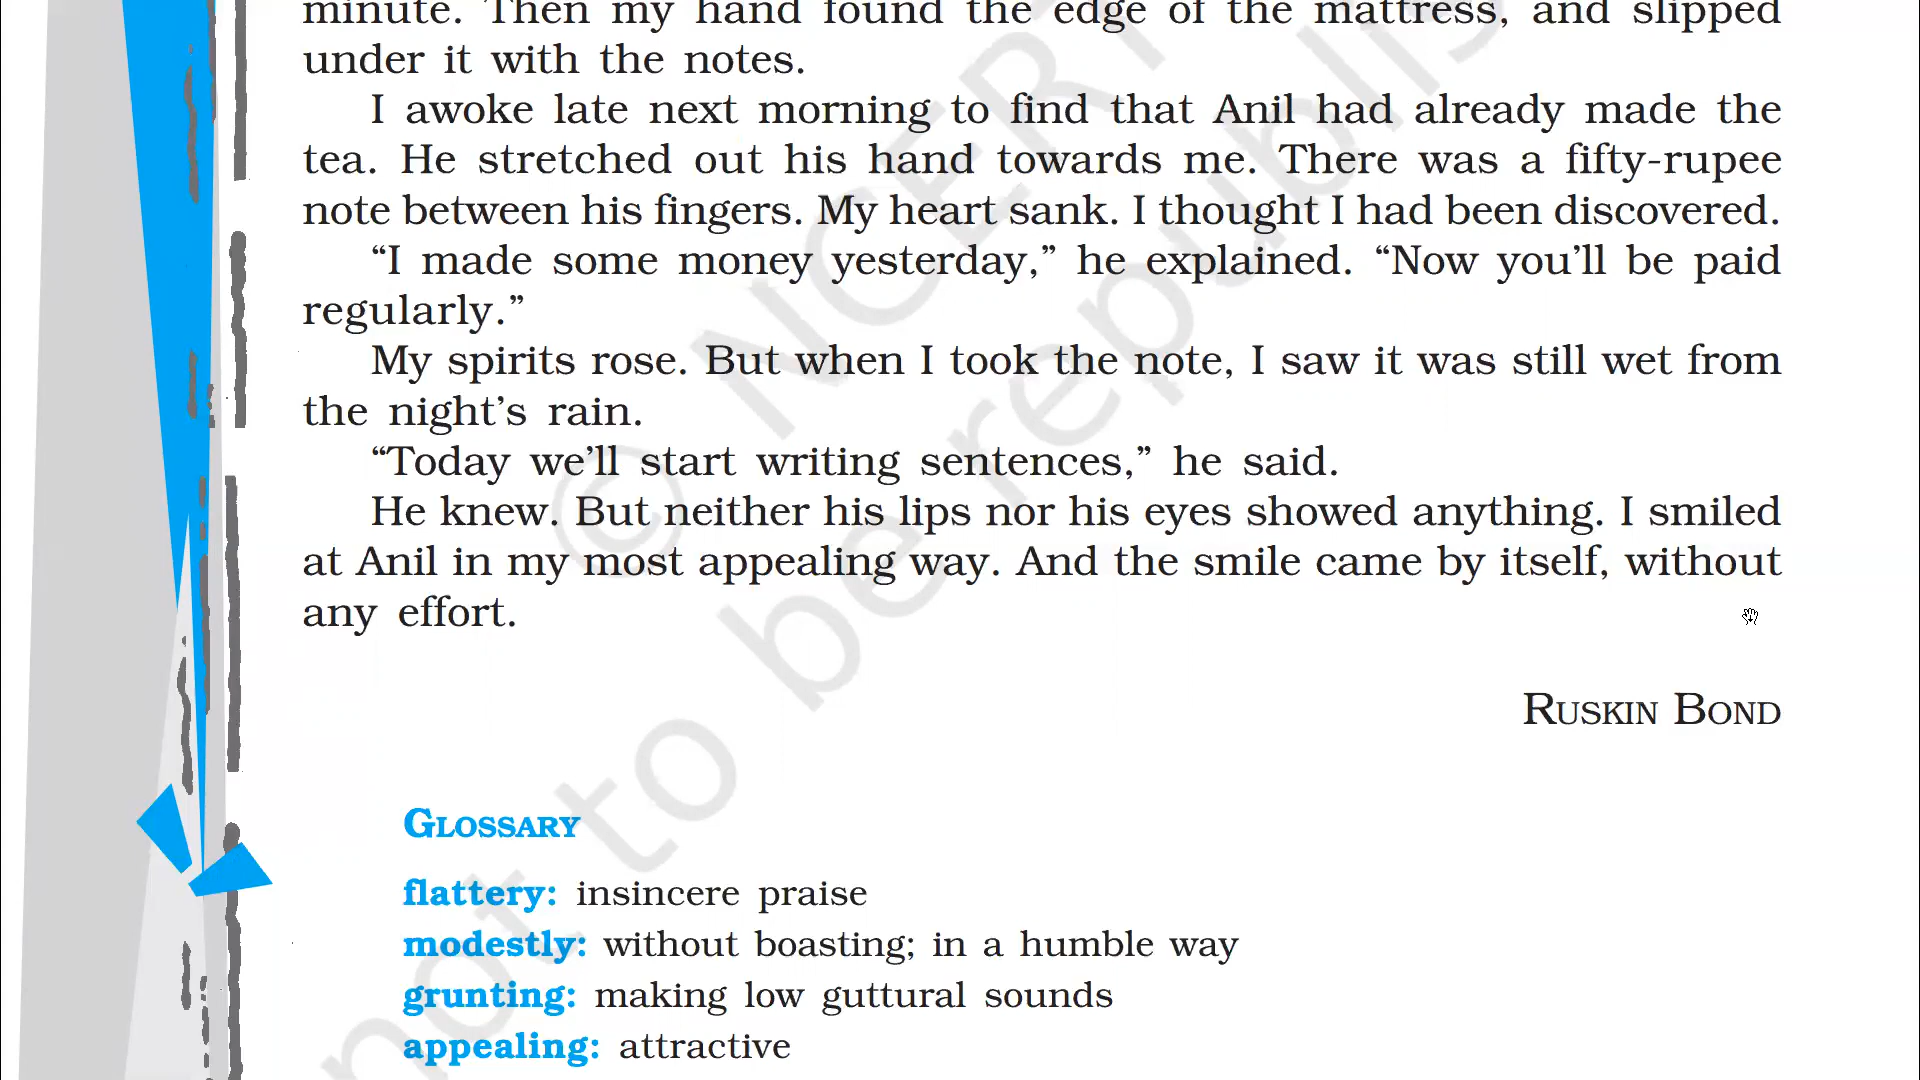 minute. Then my hand found the edge of the mattress, and slipped
under it with the notes.
I awoke late next morning to find that Anil had already made the
tea. He stretched out his hand towards me. There was a fifty-rupee
note between his fingers. My heart sank. I thought I had been discovered.
“I made some money yesterday,” he explained. “Now you’ll be paid
regularly.”
My spirits rose. But when I took the note, I saw it was still wet from
the night’s rain.
“Today we’ll start writing sentences,” he said.
He knew. But neither his lips nor his eyes showed anything. I smiled
at Anil in my most appealing way. And the smile came by itself, without
any effort.
RUSKIN BOND
GLOSSARY
flattery: insincere praise
modestly: without boasting; in a humble way
grunting: making low guttural sounds
appealing: attractive
© NCERT
not to be republis